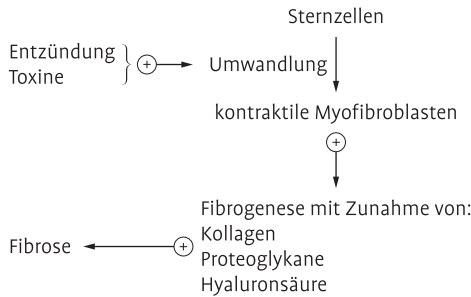 Sternzellen
Entzündung
Toxine
+
Umwandlung
kontraktile Myofibroblasten
+
Fibrogenese mit Zunahme von:
Kollagen
Fibrose
+
Proteoglykane
Hyaluronsäure